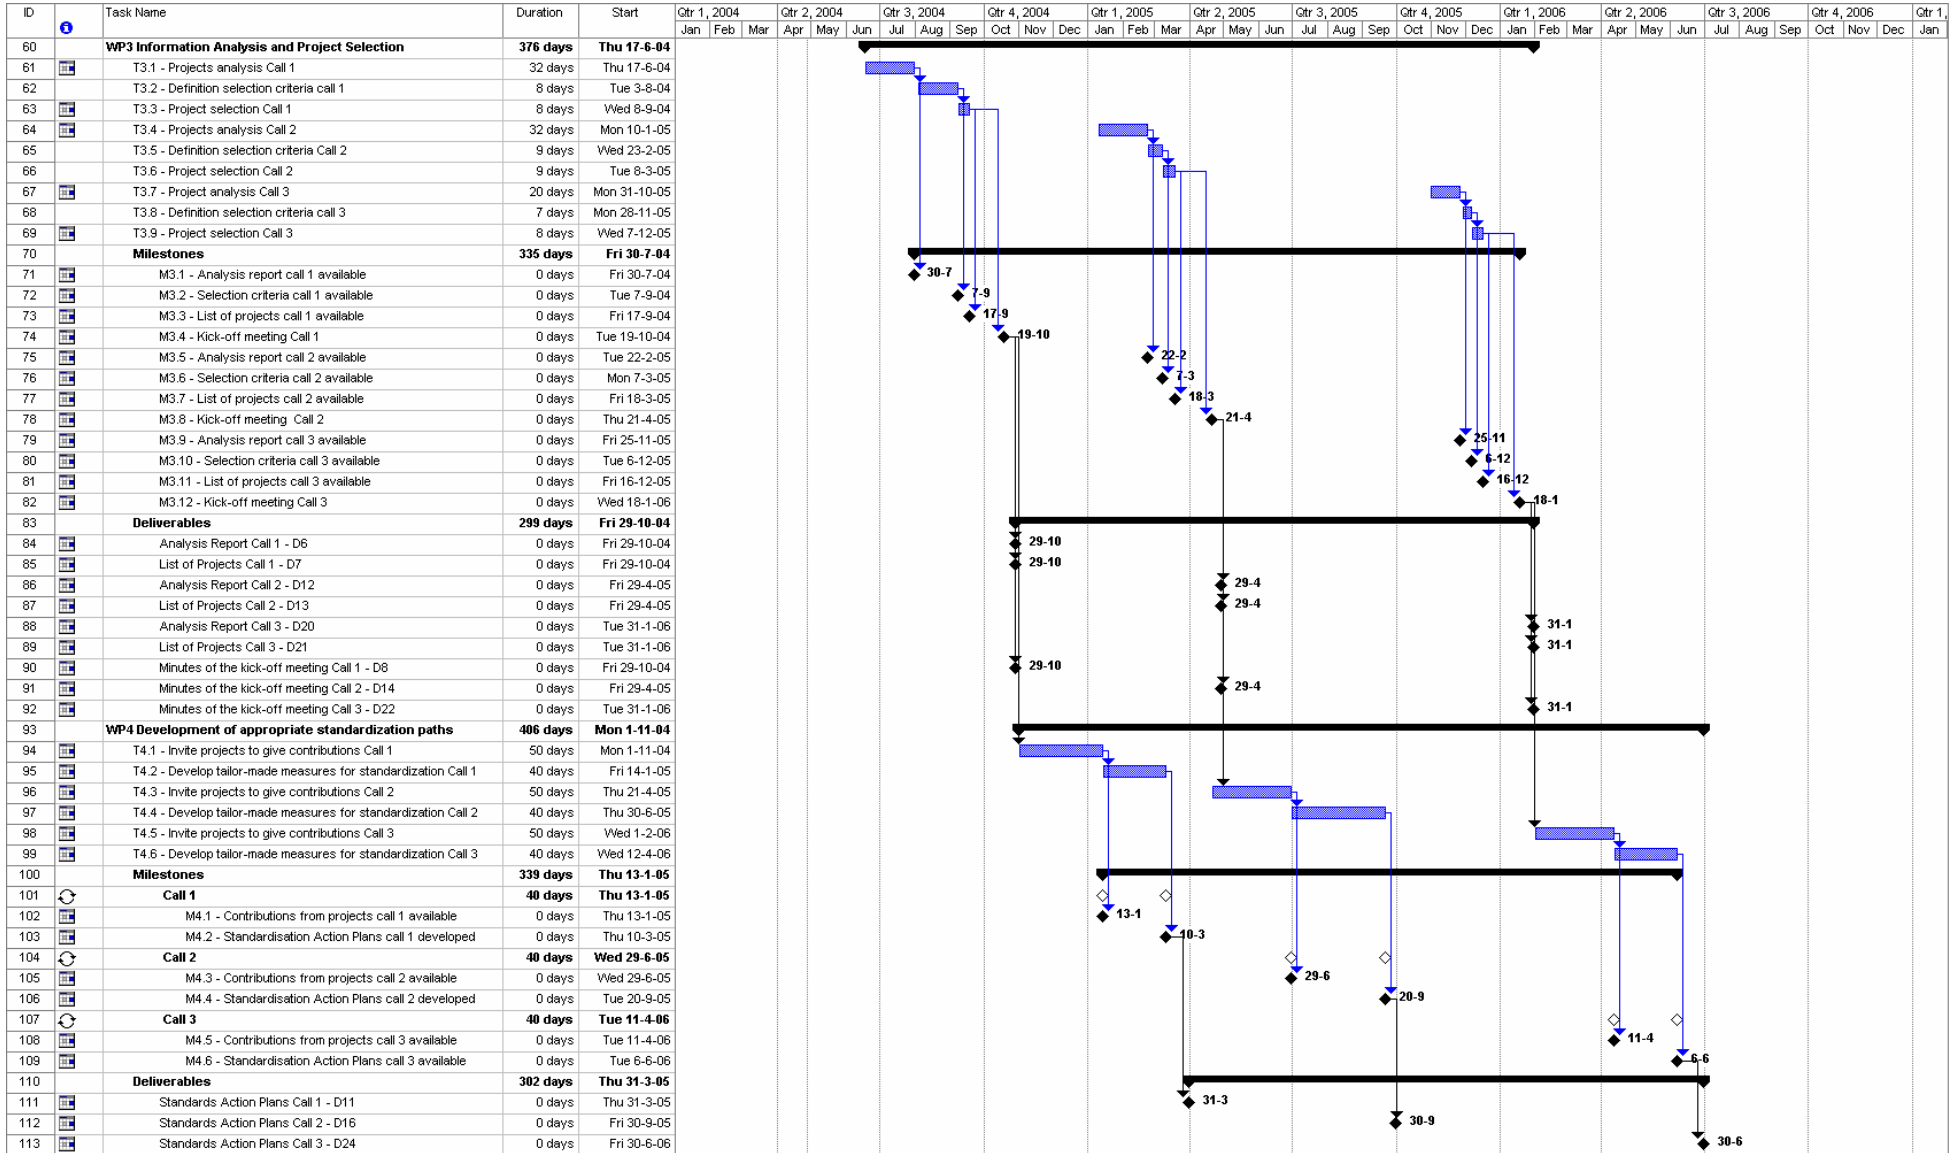 ID Task Name Duration Start Qtr 1, 2004 Qtr 2, 2004 Qtr 3, 2004 Qtr 4, 2004 Qtr 1, 2005 Qtr 2, 2005 Qtr 3, 2005 Qtr 4, 2005 Qtr 1, 2006 Qtr 2, 2006 Qtr 3, 2006 Qtr 4, 2006 Qtr 1,
Jan Feb Mar Apr May Jun Jul Aug Sep Oct Nov Dec Jan Feb Mar Apr May Jun Jul Aug Sep Oct Nov Dec Jan Feb Mar Apr May Jun Jul Aug Sep Oct Nov Dec Jan
60 WP3 Information Analysis and Project Selection 376 days Thu 17-6-04
61 T3.1 - Projects analysis Call 1 32 days Thu 17-6-04
62 T3.2 - Definition selection criteria call 1 8 days Tue 3-8-04
63 T3.3 - Project selection Call 1 8 days Wed 8-9-04
64 T3.4 - Projects analysis Call 2 32 days Mon 10-1-05
65 T3.5 - Definition selection criteria Call 2 9 days Wed 23-2-05
66 T3.6 - Project selection Call 2 9 days Tue 8-3-05
67 T3.7 - Project analysis Call 3 20 days Mon 31-10-05
68 T3.8 - Definition selection criteria call 3 7 days Mon 28-11-05
69 T3.9 - Project selection Call 3 8 days Wed 7-12-05
70 Milestones 335 days Fri 30-7-04
71 M3.1 - Analysis report call 1 available 0 days Fri 30-7-04 30-7
72 M3.2 - Selection criteria call 1 available 0 days Tue 7-9-04 7-9
73 M3.3 - List of projects call 1 available 0 days Fri 17-9-04 17-9
74 M3.4 - Kick-off meeting Call 1 0 days Tue 19-10-04 19-10
75 M3.5 - Analysis report call 2 available 0 days Tue 22-2-05 22-2
76 M3.6 - Selection criteria call 2 available 0 days Mon 7-3-05 7-3
77 M3.7 - List of projects call 2 available 0 days Fri 18-3-05 18-3
78 M3.8 - Kick-off meeting Call 2 0 days Thu 21-4-05 21-4
79 M3.9 - Analysis report call 3 available 0 days Fri 25-11-05 25-11
80 M3.10 - Selection criteria call 3 available 0 days Tue 6-12-05 6-12
81 M3.11 - List of projects call 3 available 0 days Fri 16-12-05 16-12
82 M3.12 - Kick-off meeting Call 3 0 days Wed 18-1-06 18-1
83 Deliverables 299 days Fri 29-10-04
84 Analysis Report Call 1 - D6 0 days Fri 29-10-04 29-10
85 List of Projects Call 1 - D7 0 days Fri 29-10-04 29-10
86 Analysis Report Call 2 - D12 0 days Fri 29-4-05 29-4
87 List of Projects Call 2 - D13 0 days Fri 29-4-05 29-4
88 Analysis Report Call 3 - D20 0 days Tue 31-1-06 31-1
89 List of Projects Call 3 - D21 0 days Tue 31-1-06 31-1
90 Minutes of the kick-off meeting Call 1 - D8 0 days Fri 29-10-04 29-10
91 Minutes of the kick-off meeting Call 2 - D14 0 days Fri 29-4-05 29-4
92 Minutes of the kick-off meeting Call 3 - D22 0 days Tue 31-1-06 31-1
93 WP4 Development of appropriate standardization paths 406 days Mon 1-11-04
94 T4.1 - Invite projects to give contributions Call 1 50 days Mon 1-11-04
95 T4.2 - Develop tailor-made measures for standardization Call 1 40 days Fri 14-1-05
96 T4.3 - Invite projects to give contributions Call 2 50 days Thu 21-4-05
97 T4.4 - Develop tailor-made measures for standardization Call 2 40 days Thu 30-6-05
98 T4.5 - Invite projects to give contributions Call 3 50 days Wed 1-2-06
99 T4.6 - Develop tailor-made measures for standardization Call 3 40 days Wed 12-4-06
100 Milestones 339 days Thu 13-1-05
101 Call 1 40 days Thu 13-1-05
102 M4.1 - Contributions from projects call 1 available 0 days Thu 13-1-05 13-1
103 M4.2 - Standardisation Action Plans call 1 developed 0 days Thu 10-3-05 10-3
104 Call 2 40 days Wed 29-6-05
105 M4.3 - Contributions from projects call 2 available 0 days Wed 29-6-05 29-6
106 M4.4 - Standardisation Action Plans call 2 developed 0 days Tue 20-9-05 20-9
107 Call 3 40 days Tue 11-4-06
108 M4.5 - Contributions from projects call 3 available 0 days Tue 11-4-06 11-4
109 M4.6 - Standardisation Action Plans call 3 available 0 days Tue 6-6-06 6-6
110 Deliverables 302 days Thu 31-3-05
111 Standards Action Plans Call 1 - D11 0 days Thu 31-3-05 31-3
112 Standards Action Plans Call 2 - D16 0 days Fri 30-9-05 30-9
113 Standards Action Plans Call 3 - D24 0 days Fri 30-6-06 30-6